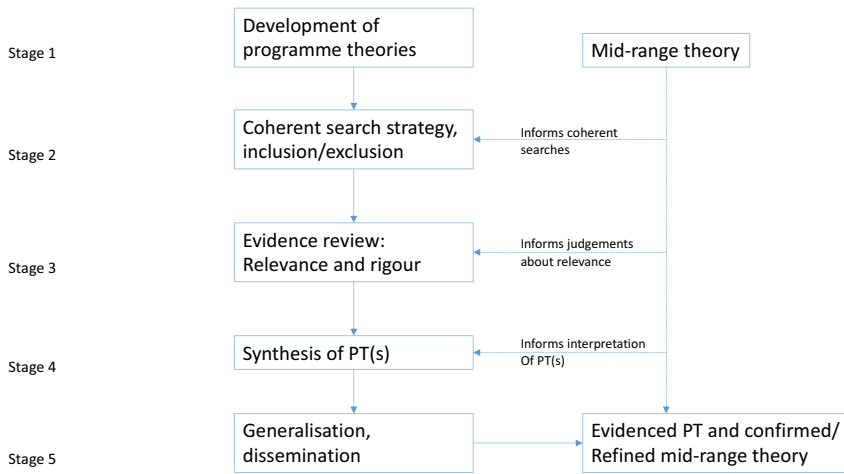 Stage 1
Development of
programme theories
Mid-range theory
Stage 2
Coherent search strategy,
inclusion/exclusion
Informs coherent
searches
Stage 3
Evidence review:
Relevance and rigour
Informs judgements
about relevance
Stage 4
Synthesis of PT(s)
Informs interpretation
Of PT(s)
Stage 5
Generalisation,
dissemination
Evidenced PT and confirmed/
Refined mid-range theory